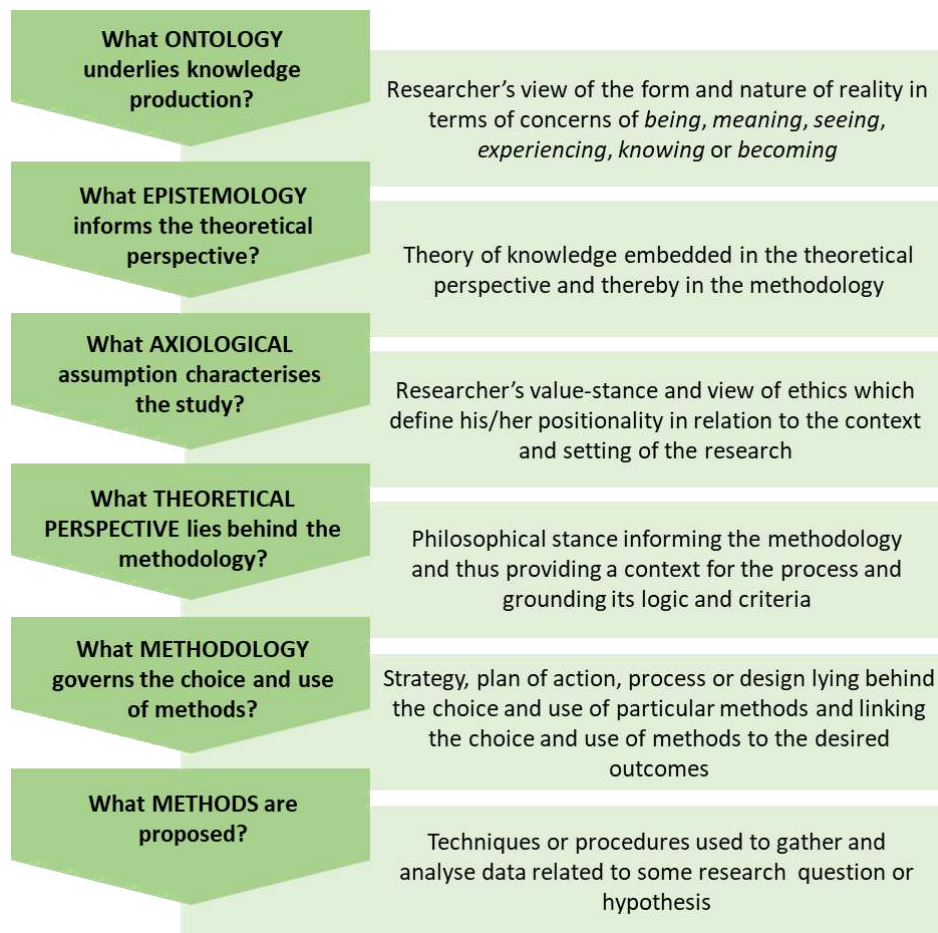 What ONTOLOGY
underlies knowledge
production?
Researcher’s view of the form and nature of reality in
terms of concerns of being, meaning, seeing,
experiencing, knowing or becoming
What EPISTEMOLOGY
informs the theoretical
perspective?
Theory of knowledge embedded in the theoretical
perspective and thereby in the methodology
What AXIOLOGICAL
assumption characterises
the study?
Researcher’s value-stance and view of ethics which
define his/her positionality in relation to the context
and setting of the research
What THEORETICAL
PERSPECTIVE lies behind the
methodology?
Philosophical stance informing the methodology
and thus providing a context for the process and
grounding its logic and criteria
What METHODOLOGY
governs the choice and use
of methods?
Strategy, plan of action, process or design lying behind
the choice and use of particular methods and linking
the choice and use of methods to the desired
outcomes
What METHODS are
proposed?
Techniques or procedures used to gather and
analyse data related to some research question or
hypothesis